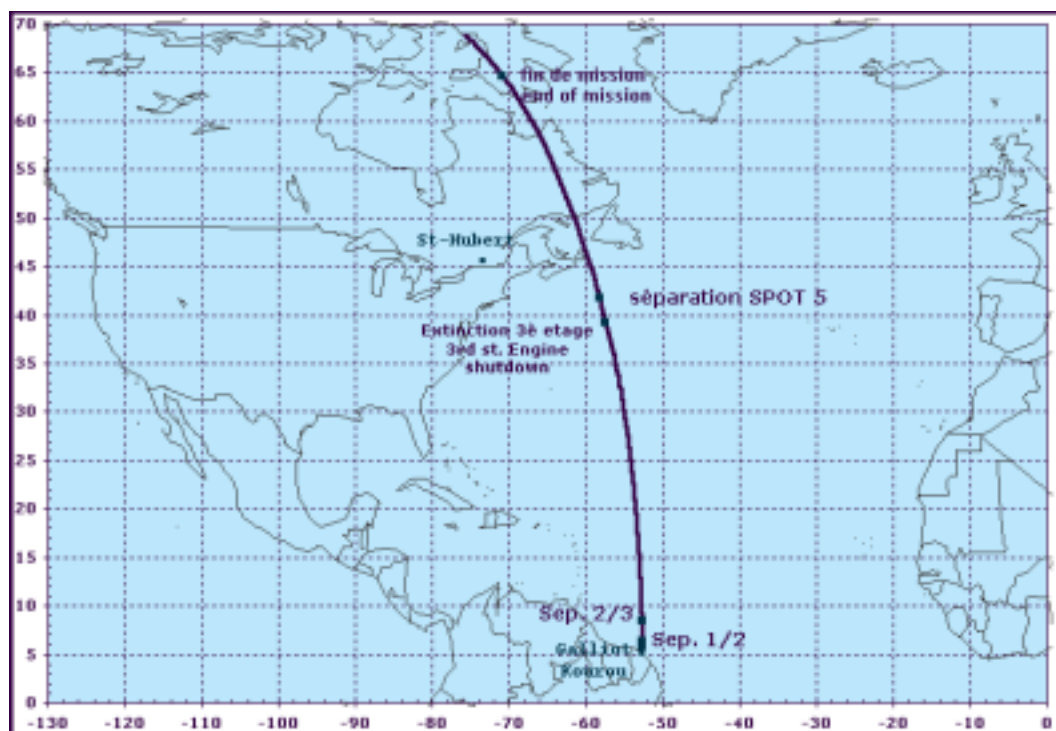 70
65
fin de mission
end of mission
60
55
50
St-Hubert
45
séparation SPOT 5
40
Extinction 3è etage
3rd st. Engine
shutdown
35
30
25
20
15
10
Sep. 2/3
Sep. 1/2
5
Galliot
Kourou
0
-130 -120 -110 -100 -90 -80 -70 -60 -50 -40 -30 -20 -10 0